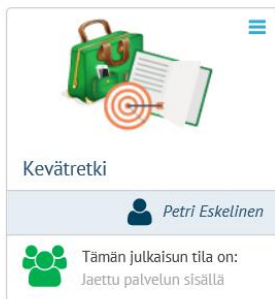 Kevätretki
Petri Eskelinen
Tämän julkaisun tila on:
Jaettu palvelun sisällä